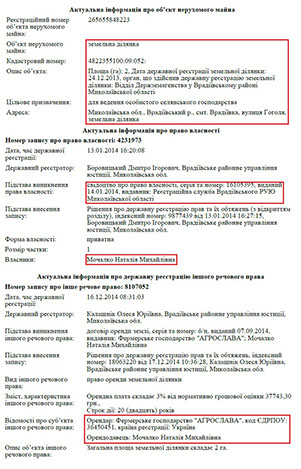 Актуальна інформація про об'єкт нерухомого майна
Реєстраційний номер
об'єкта нерухомого
майна:
265655848223
Об'єкт нерухомого
майна:
земельна ділянка
Кадастровий номер:
4822355100:09:052:
Опис об'єкта:
Площа (га): 2, Дата державної реєстрації земельної ділянки:
24.12.2013, орган, що здійснив державну реєстрацію земельної
ділянки: Відділ Держземагенства у Врадіївському районі
Миколаївської області
Цільове призначення:
для ведення особистого селянського господарства
Адреса:
Миколаївська обл., Врадіївський р., смт. Врадіївка, вулиця Гоголя,
земельна ділянка
Актуальна інформація про право власності
Номер запису про право власності: 4231973
Дата, час державної
реєстрації:
13.01.2014 16:20:08
Державний реєстратор:
Боровицький Дмитро Ігорович, Врадіївське районне управління
юстиції, Миколаївська обл.
Підстава виникнення
права власності:
свідоцтво про право власності, серія та номер: 16105395, виданий
14.01.2014, видавник: Реєстраційна служба Врадіївського РУЮ
Миколаївської області
Підстава внесення
запису:
Рішення про державну реєстрацію прав та їх обтяжень (з відкриттям
розділу), індексний номер: 9877439 від 13.01.2014 16:27:15,
Боровицький Дмитро Ігорович, Врадіївське районне управління
юстиції, Миколаївська обл.
Форма власності:
приватна
Розмір частки:
1
Власники:
Мочалко Наталія Михайлівна
Актуальна інформація про державну реєстрацію іншого речового права
Номер запису про інше речове право: 8107052
Дата, час державної
реєстрації:
16.12.2014 08:31:03
Державний реєстратор:
Калашнік Олеся Юріївна, Врадіївське районне управління юстиції,
Миколаївська обл.
Підстава виникнення
іншого речового права:
договір оренди землі, серія та номер: б/н, виданий 07.09.2014,
видавник: Фермерське господарство "АГРОСЛАВА"; Мочалко
Наталія Михайлівна
Підстава внесення
запису:
Рішення про державну реєстрацію прав та їх обтяжень, індексний
номер: 18063220 від 17.12.2014 10:36:28, Калашнік Олеся Юріївна,
Врадіївське районне управління юстиції, Миколаївська обл.
Вид іншого речового
права:
право оренди земельної ділянки
Зміст, характеристика
іншого речового права:
Орендна плата складає 3% від нормативно грошової оцінки 37743,30
грн.,
Строк дії: 20 (двадцять) років
Відомості про суб'єкта
іншого речового права:
Орендар: Фермерське господарство "АГРОСЛАВА", код ЄДРПОУ:
36450451, країна реєстрації: Україна
Орендодавець: Мочалко Наталія Михайлівна
Опис об'єкта іншого
речового права:
Загальна площа земельної ділянки складає 2 га.